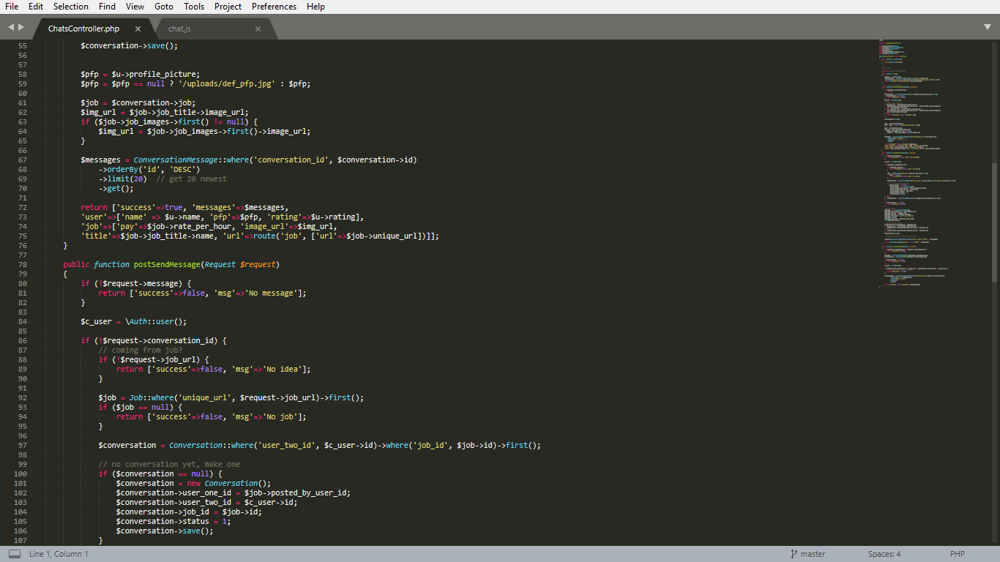 File Edit Selection Find View Goto Tools Project Preferences Help
ChatsController.php × chat.js ×
55 $conversation->save();
56
57
58 $pfp = $u->profile_picture;
59 $pfp = $pfp == null ? '/uploads/def_pfp.jpg' : $pfp;
60
61 $job = $conversation->job;
62 $img_url = $job->job_title->image_url;
63 if ($job->job_images->first() != null) {
64 $img_url = $job->job_images->first()->image_url;
65 }
66
67 $messages = ConversationMessage::where('conversation_id', $conversation->id)
68 ->orderBy('id', 'DESC')
69 ->limit(20) // get 20 newest
70 ->get();
71
72 return ['success'=>true, 'messages'=>$messages,
73 'user'=>['name' => $u->name, 'pfp'=>$pfp, 'rating'=>$u->rating],
74 'job'=>['pay'=>$job->rate_per_hour, 'image_url'=>$img_url,
75 'title'=>$job->job_title->name, 'url'=>route('job', ['url'=>$job->unique_url])]];
76 }
77
78 public function postSendMessage(Request $request)
79 {
80 if (!$request->message) {
81 return ['success'=>false, 'msg'=>'No message'];
82 }
83
84 $c_user = \Auth::user();
85
86 if (!$request->conversation_id) {
87 // coming from job?
88 if (!$request->job_url) {
89 return ['success'=>false, 'msg'=>'No idea'];
90 }
91
92 $job = Job::where('unique_url', $request->job_url)->first();
93 if ($job == null) {
94 return ['success'=>false, 'msg'=>'No job'];
95 }
96
97 $conversation = Conversation::where('user_two_id', $c_user->id)->where('job_id', $job->id)->first();
98
99 // no conversation yet, make one
100 if ($conversation == null) {
101 $conversation = new Conversation();
102 $conversation->user_one_id = $job->posted_by_user_id;
103 $conversation->user_two_id = $c_user->id;
104 $conversation->job_id = $job->id;
105 $conversation->status = 1;
106 $conversation->save();
107 }
Line 1, Column 1 master Spaces: 4 PHP